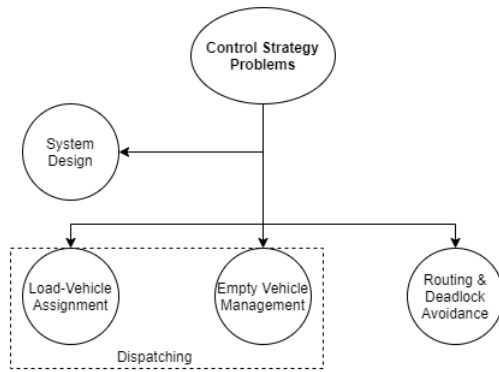 Control Strategy
Problems
System
Design
Load-Vehicle
Assignment
Empty Vehicle
Management
Routing &
Deadlock
Avoidance
Dispatching